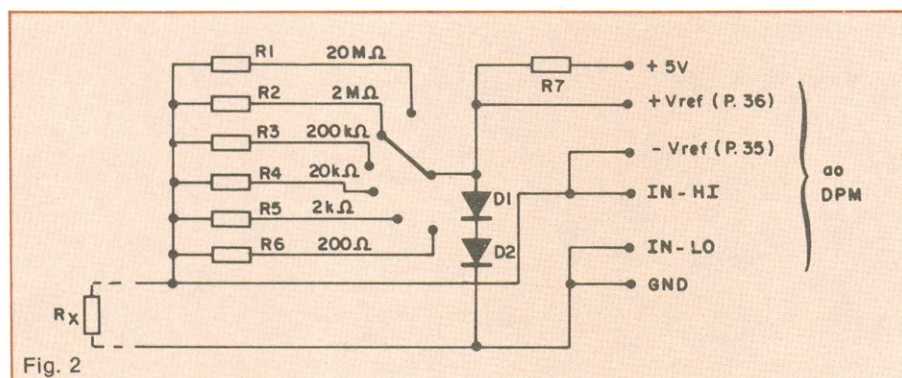 R1 20MΩ
R2 2MΩ
R3 200kΩ
R4 20kΩ
R5 2kΩ
R6 200Ω
RX
R7
D1
D2
+ 5V
+ Vref (P. 36)
- Vref (P.35)
IN-HI
IN-LO
GND
ao
DPM
Fig. 2